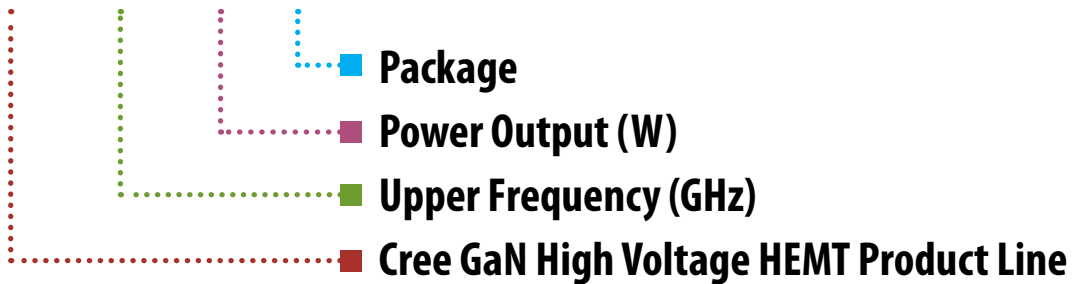 Package
Power Output (W)
Upper Frequency (GHz)
Cree GaN High Voltage HEMT Product Line